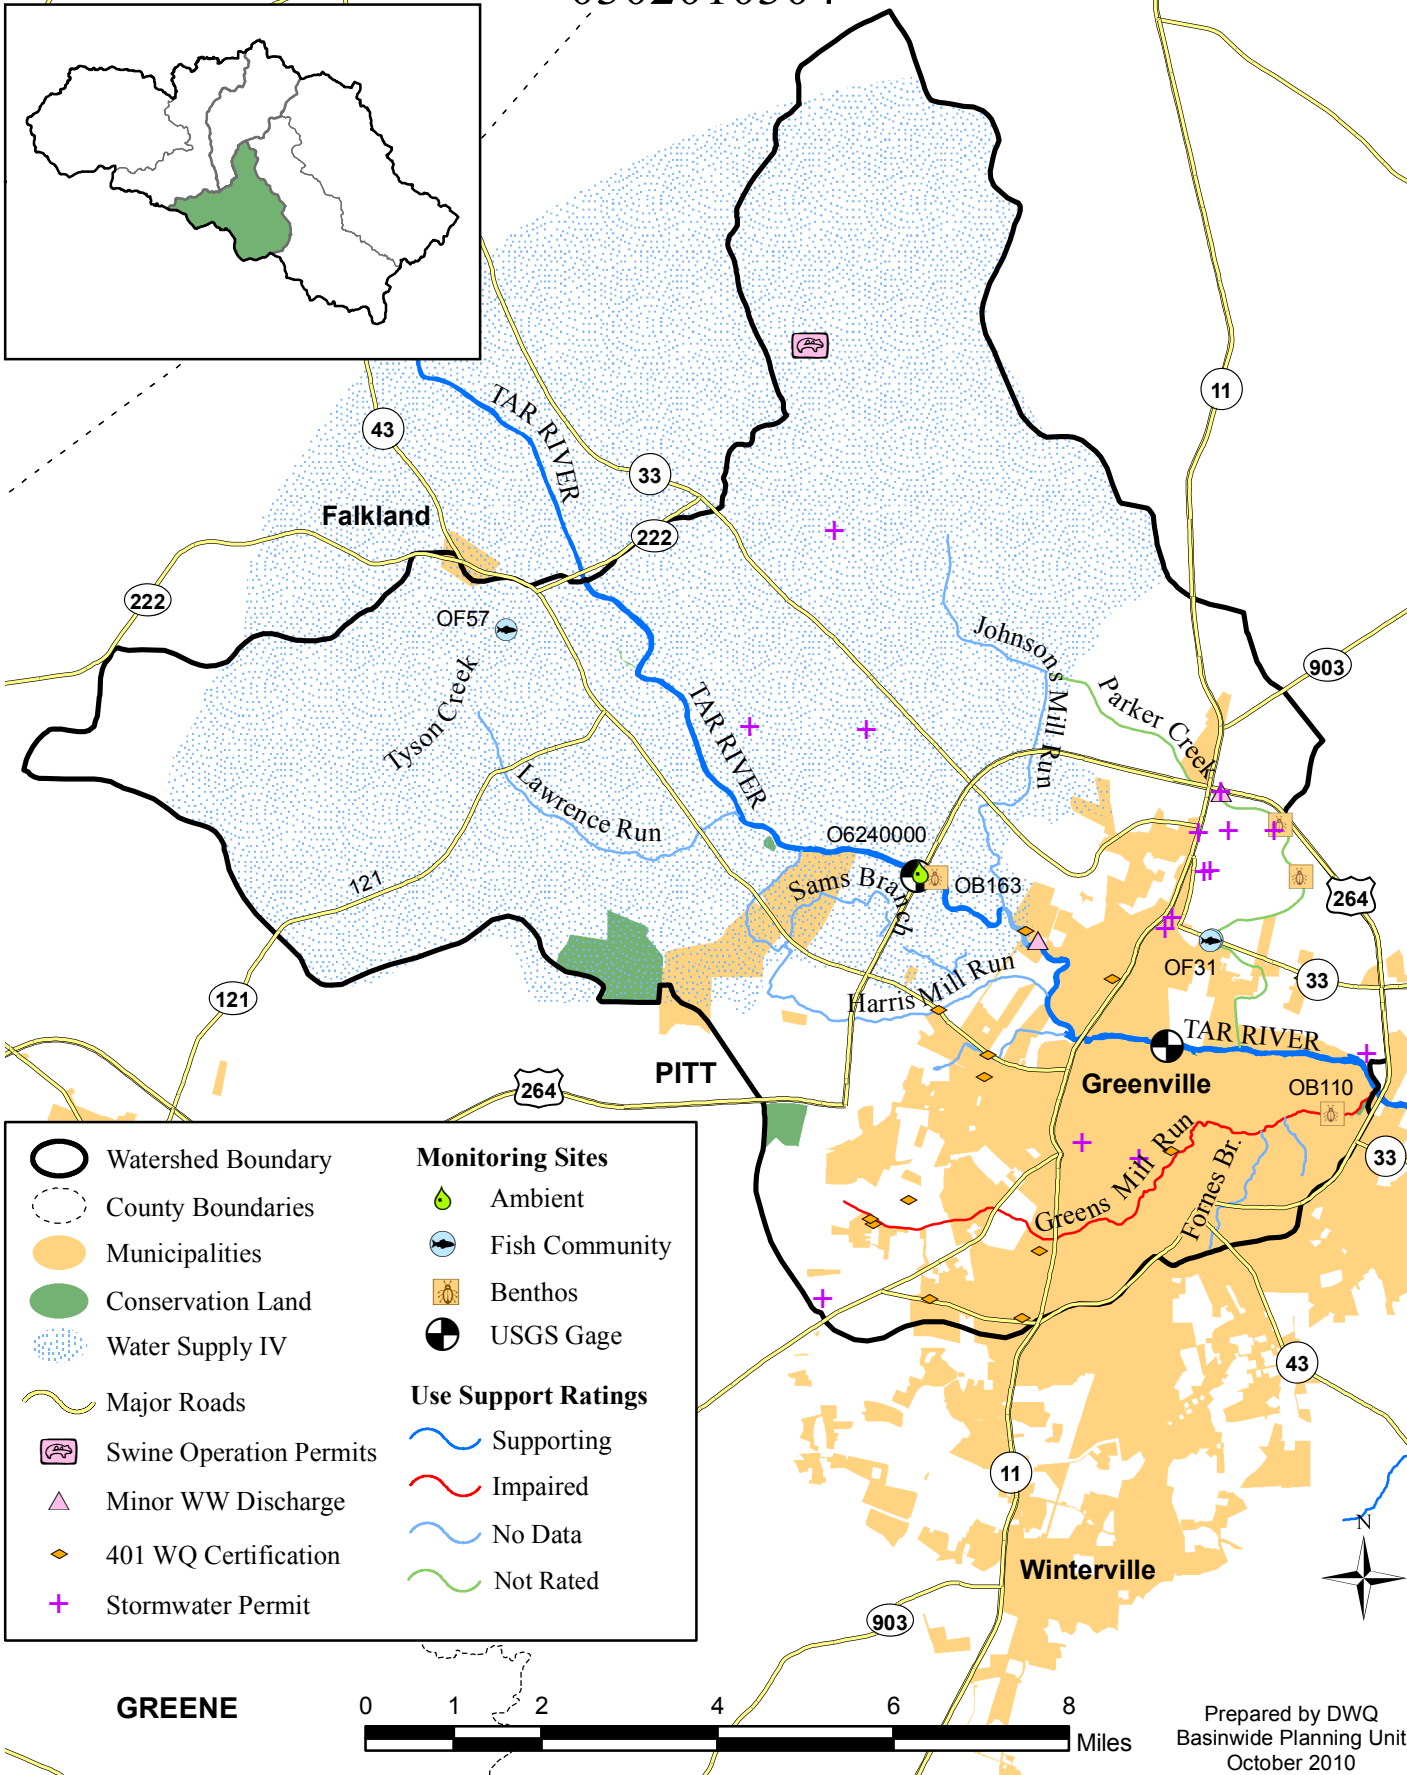 43
TAR RIVER
33
11
Falkland
222
222
OF57
Johnson's Mill Run
903
Parker Creek
Tyson Creek
TAR RIVER
Lawrence Run
O6240000
121
Sams Branch
OB163
264
OF31
33
121
Harris Mill Run
TAR RIVER
PITT
264
Greenville
OB110
Greens Mill Run
Fornes Br.
33
43
11
Winterville
903
N
Watershed Boundary
County Boundaries
Municipalities
Conservation Land
Water Supply IV
Major Roads
Swine Operation Permits
Minor WW Discharge
401 WQ Certification
Stormwater Permit
Monitoring Sites
Ambient
Fish Community
Benthos
USGS Gage
Use Support Ratings
Supporting
Impaired
No Data
Not Rated
GREENE
0 1 2 4 6 8
Miles
Prepared by DWQ
Basinwide Planning Unit
October 2010